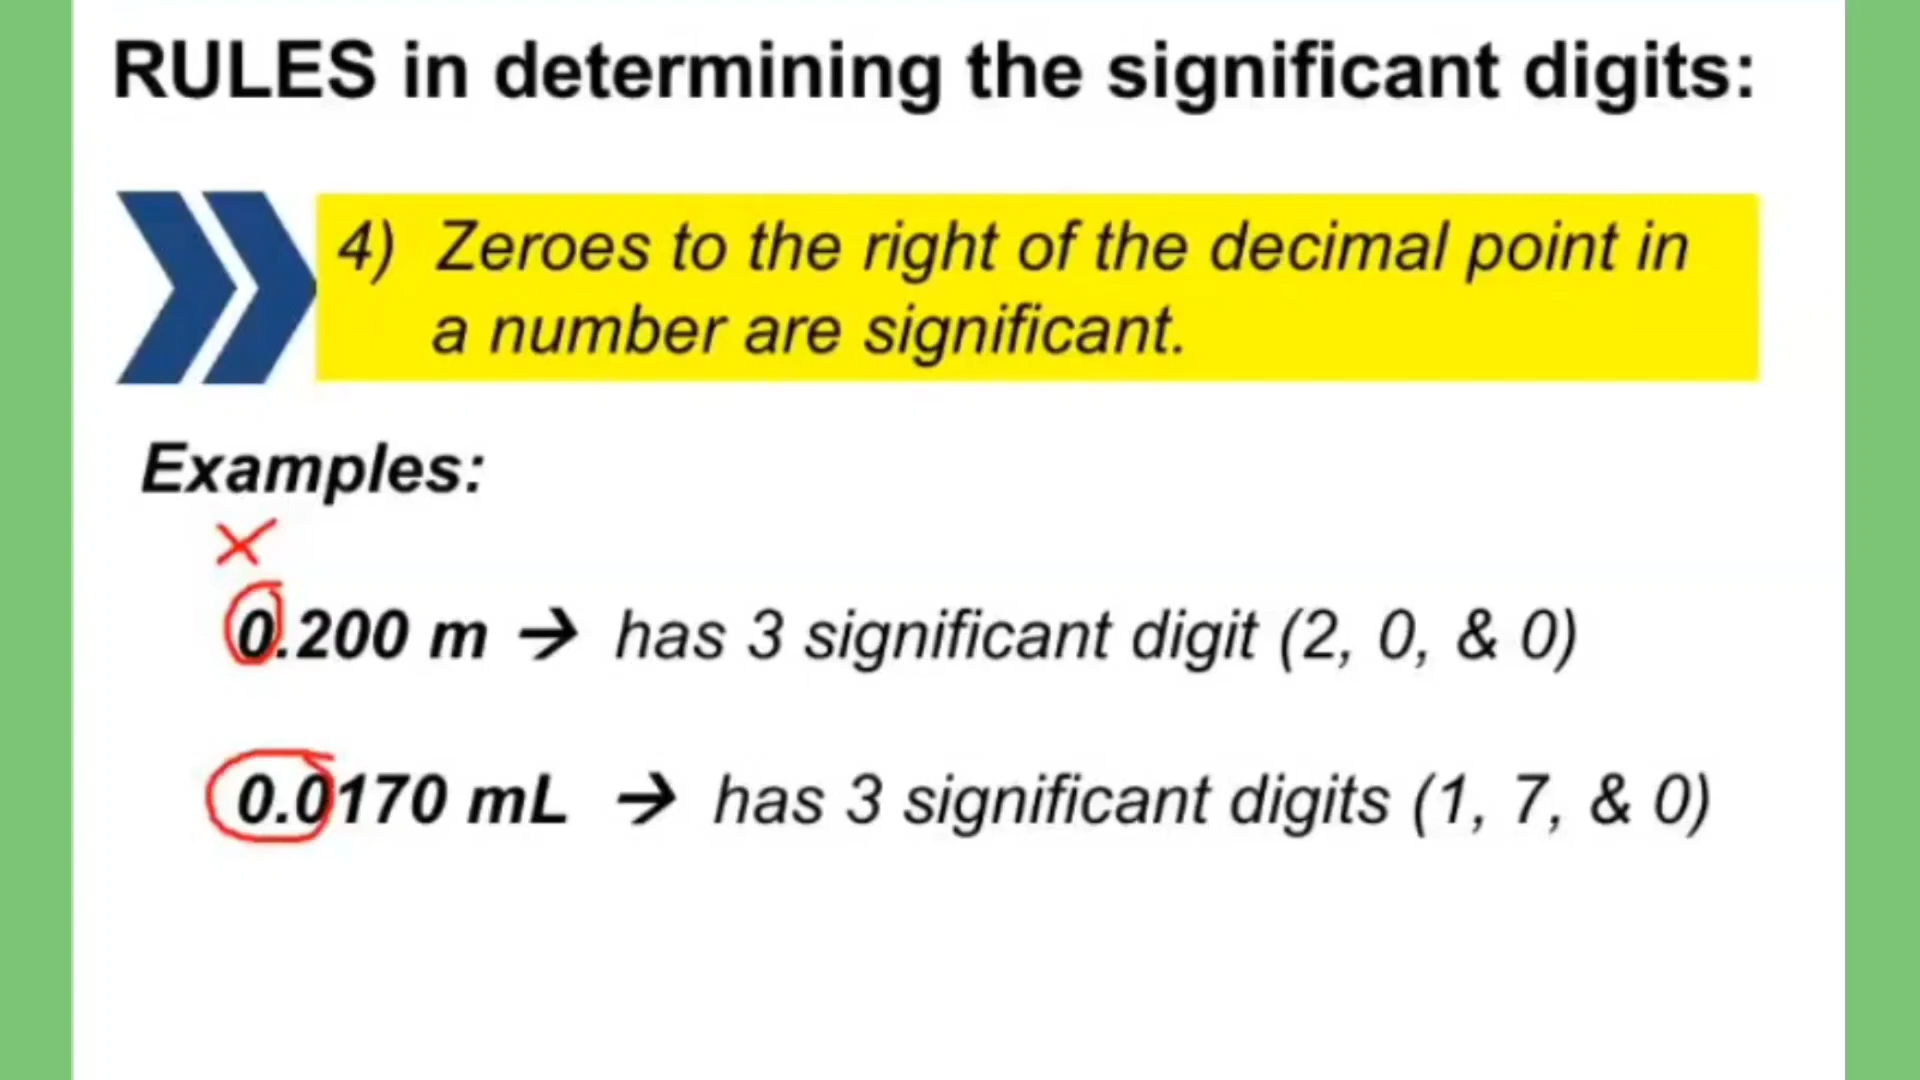 RULES in determining the significant digits:
4) Zeroes to the right of the decimal point in
a number are significant.
Examples:
0.200 m → has 3 significant digit (2, 0, & 0)
0.0170 mL → has 3 significant digits (1, 7, & 0)